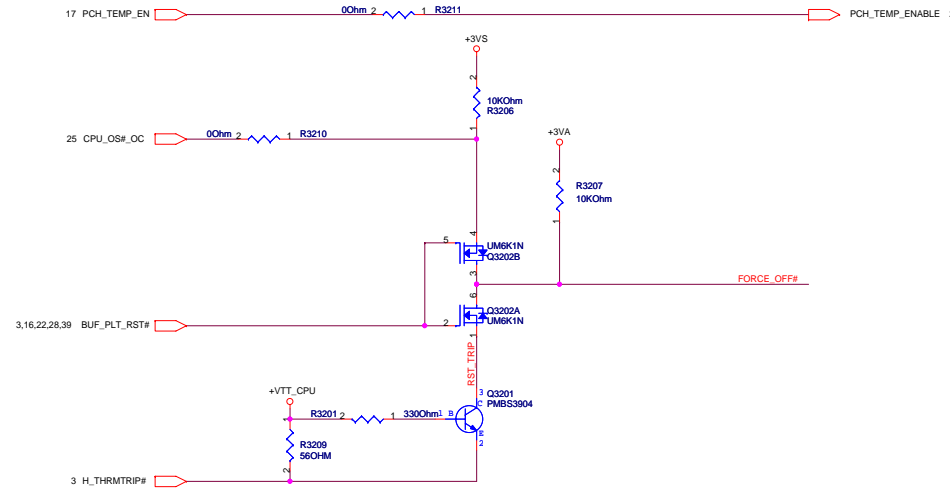 17 PCH_TEMP_EN 0Ohm 2 1 R3211 PCH_TEMP_ENABLE
+3VS
2
10KOhm
R3206
1
25 CPU_OS#_OC 0Ohm 2 1 R3210
+3VA
2
R3207
10KOhm
1
4
5 UM6K1N
Q3202B
3
FORCE_OFF#
6
Q3202A
3,16,22,28,39 BUF_PLT_RST# 2 UM6K1N
1
RST_TRIP
3 Q3201
C PMBS3904
+VTT_CPU
R3201 2 1 330Ohm 1 B
E
2
R3209
56OHM
2
3 H_THRMTRIP#